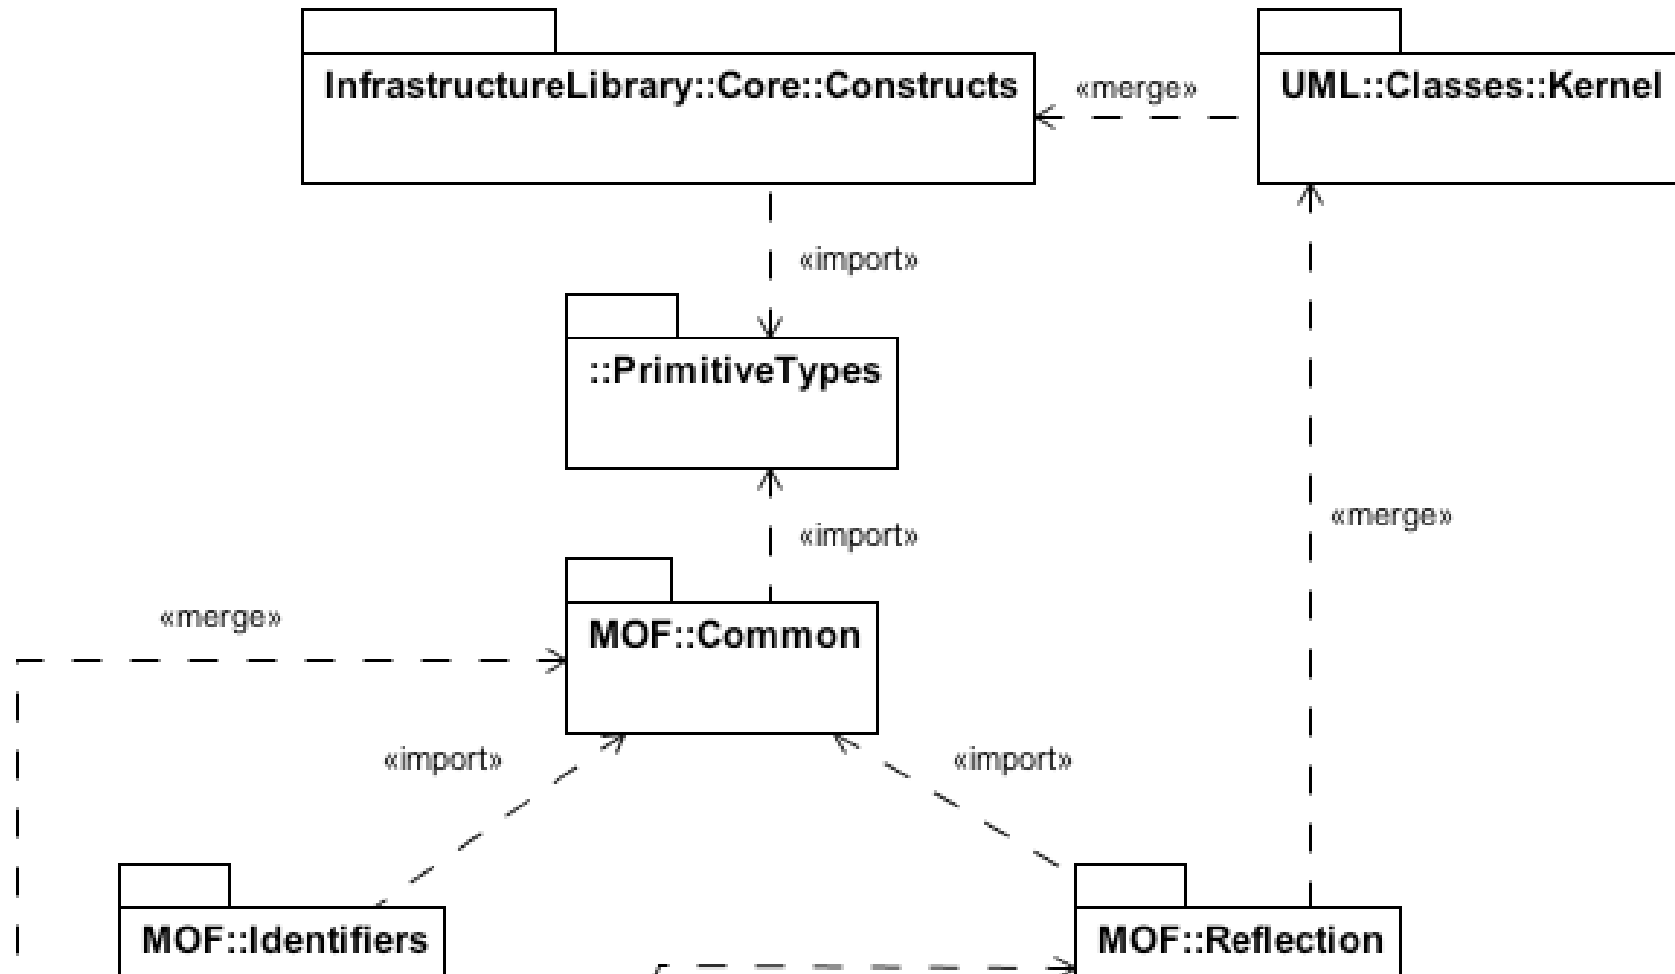 InfrastructureLibrary::Core::Constructs
«merge»
UML::Classes::Kernel
«import»
::PrimitiveTypes
«merge»
«import»
«merge»
MOF::Common
«import»
«import»
MOF::Identifiers
MOF::Reflection